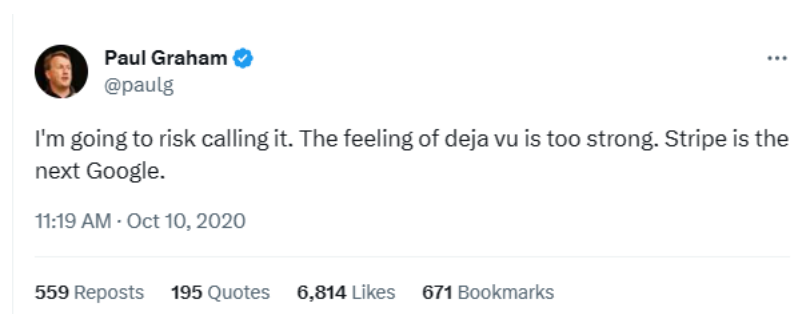 Paul Graham
@paulg
I'm going to risk calling it. The feeling of deja vu is too strong. Stripe is the
next Google.
11:19 AM · Oct 10, 2020
559 Reposts 195 Quotes 6,814 Likes 671 Bookmarks